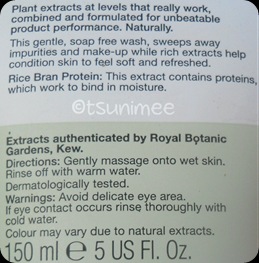 Plant extracts at levels that really work,
combined and formulated for unbeatable
product performance. Naturally.
This gentle, soap free wash, sweeps away
impurities and make-up while rich extracts help
condition skin to feel soft and refreshed.
Rice Bran Protein: This extract contains proteins,
which work to bind in moisture.
©tsunimee
Extracts authenticated by Royal Botanic
Gardens, Kew.
Directions: Gently massage onto wet skin.
Rinse off with warm water.
Dermatologically tested.
Warnings: Avoid delicate eye area.
If eye contact occurs rinse thoroughly with
cold water.
Colour may vary due to natural extracts.
150 ml e 5 US Fl. Oz.